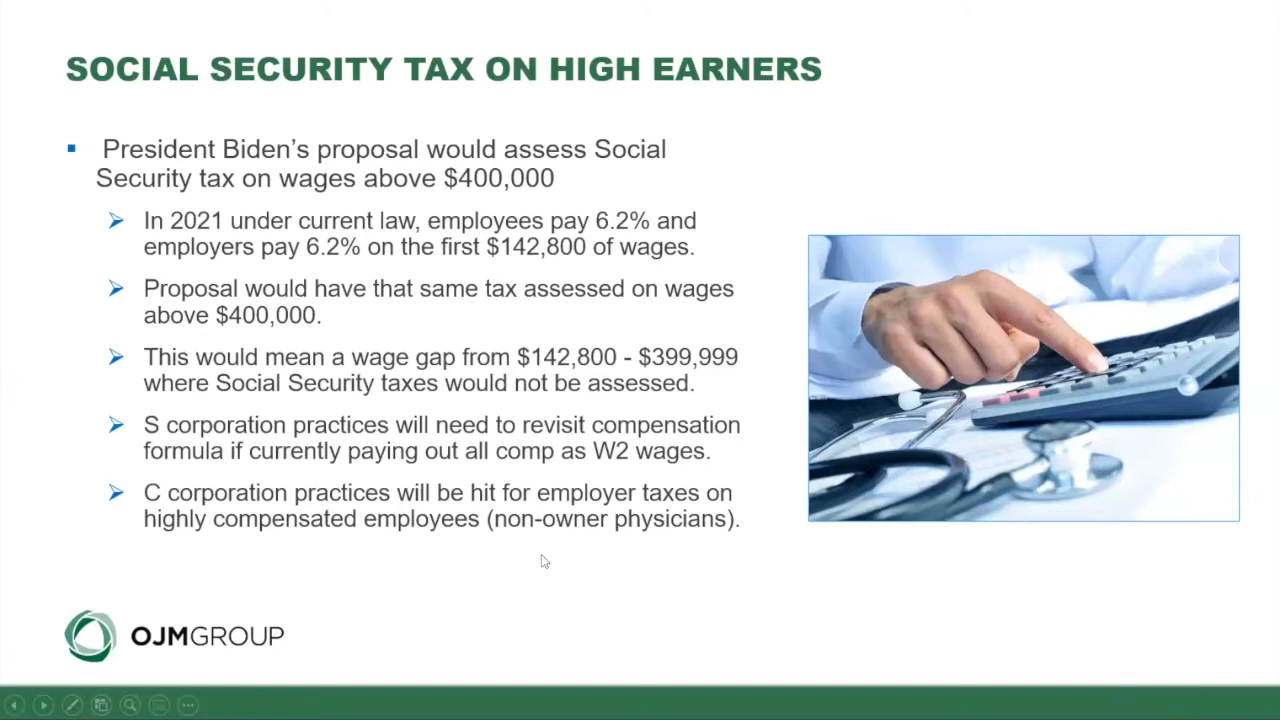 SOCIAL SECURITY TAX ON HIGH EARNERS
President Biden’s proposal would assess Social
Security tax on wages above $400,000
In 2021 under current law, employees pay 6.2% and
employers pay 6.2% on the first $142,800 of wages.
Proposal would have that same tax assessed on wages
above $400,000.
This would mean a wage gap from $142,800 - $399,999
where Social Security taxes would not be assessed.
S corporation practices will need to revisit compensation
formula if currently paying out all comp as W2 wages.
C corporation practices will be hit for employer taxes on
highly compensated employees (non-owner physicians).
OJMGROUP